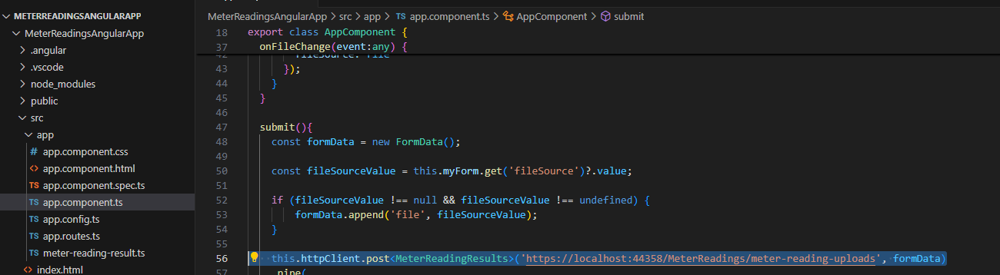 METERREADINGSANGULARAPP
MeterReadingsAngularApp
.angular
.vscode
node_modules
public
src
app
# app.component.css
<> app.component.html
TS app.component.spec.ts
TS app.component.ts
TS app.config.ts
TS app.routes.ts
TS meter-reading-result.ts
<> index.html
MeterReadingsAngularApp > src > app > TS app.component.ts > AppComponent > submit
18 export class AppComponent {
37 onFileChange(event:any) {
42 fileSource: file
43 });
44 }
45 }
46
47 submit(){
48 const formData = new FormData();
49
50 const fileSourceValue = this.myForm.get('fileSource')?.value;
51
52 if (fileSourceValue !== null && fileSourceValue !== undefined) {
53 formData.append('file', fileSourceValue);
54 }
55
56 this.httpClient.post<MeterReadingResults>('https://localhost:44358/MeterReadings/meter-reading-uploads', formData)
57 .pipe(